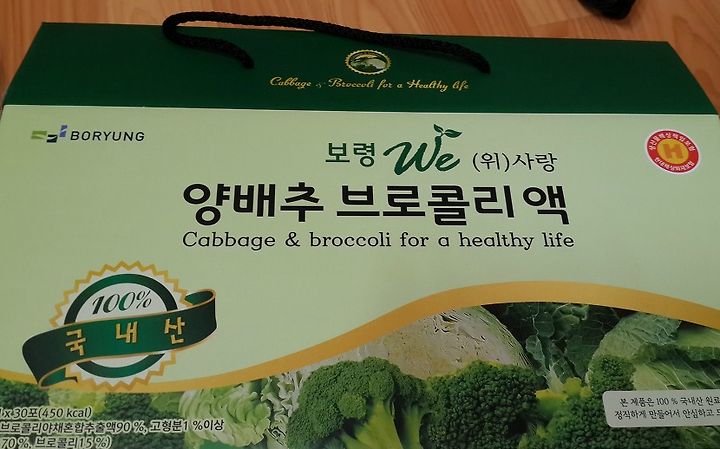 Cabbage & Broccoli for a Healthy life
BORYUNG
보령 We (위)사랑
양배추 브로콜리 액
Cabbage & broccoli for a healthy life
H
100%
국내산
x 30포(450 kcal)
브로콜리야채혼합추출액90 %, 고형분1 %이상
70 %, 브로콜리15 %)
본 제품은 100 % 국내산 원료
정직하게 만들어서 안심하고 드